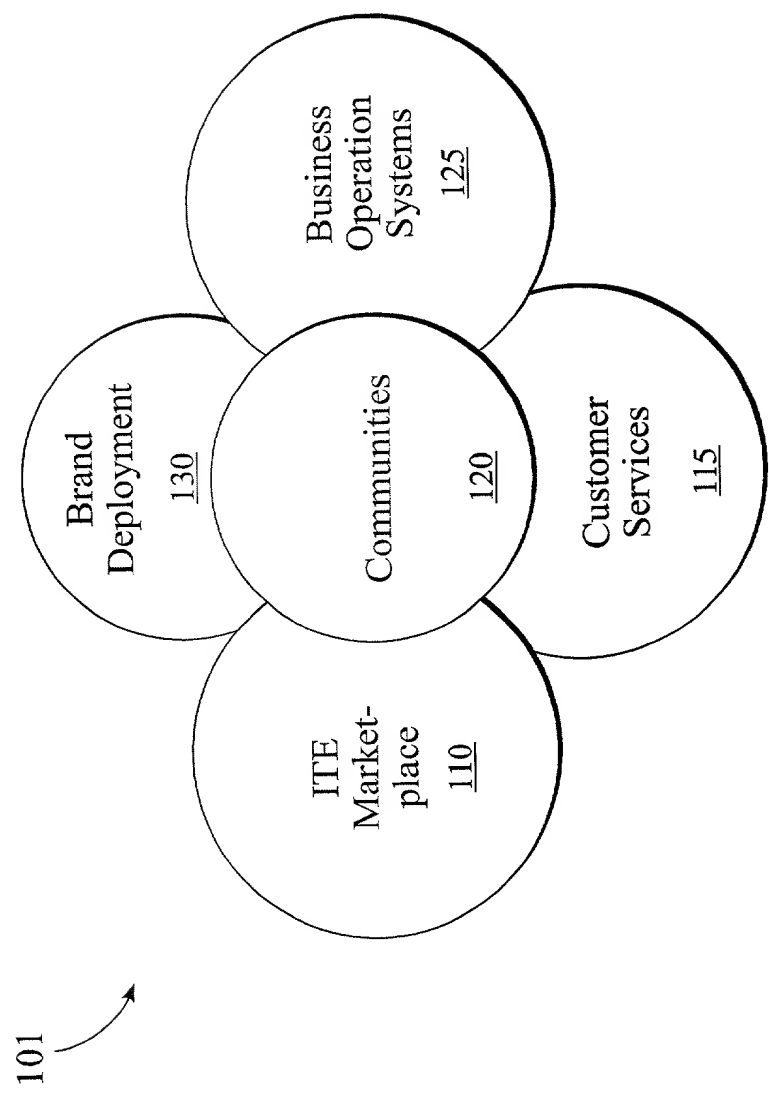 101
Brand
Deployment
130
ITE
Market-
place
110
Communities
120
Business
Operation
Systems
125
Customer
Services
115